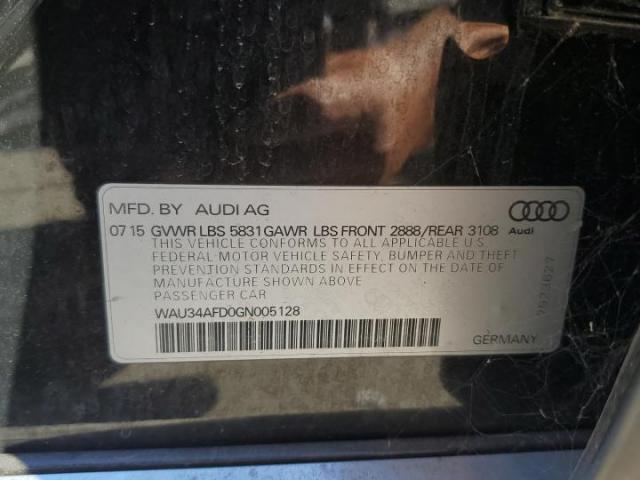 MFD. BY AUDI AG
07 15 GVWR LBS 5831 GAWR LBS FRONT 2888/REAR 3108 Audi
THIS VEHICLE CONFORMS TO ALL APPLICABLE U.S.
FEDERAL MOTOR VEHICLE SAFETY, BUMPER AND THEFT
PREVENTION STANDARDS IN EFFECT ON THE DATE OF
MANUFACTURE SHOWN ABOVE
PASSENGER CAR
WAU34AFD0GN005128
GERMANY